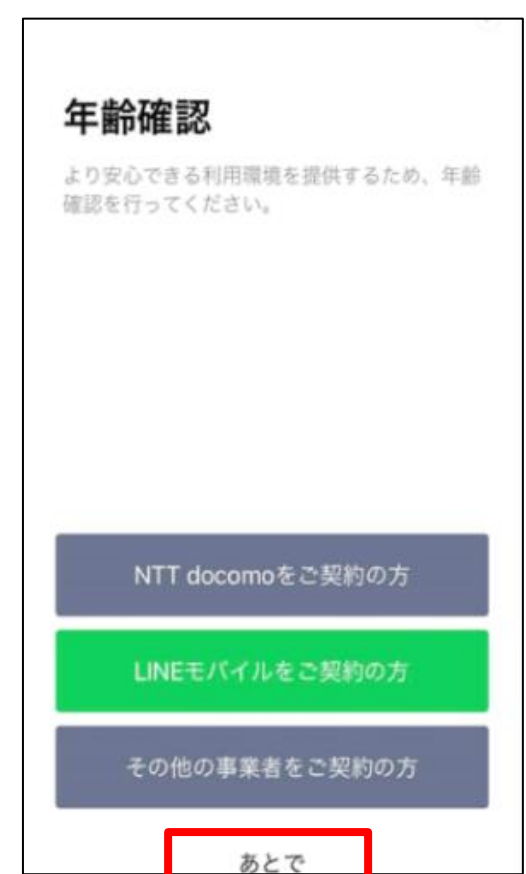 年齢確認
より安心できる利用環境を提供するため、年齢
確認を行ってください。
NTT docomoをご契約の方
LINEモバイルをご契約の方
その他の事業者をご契約の方
あとで